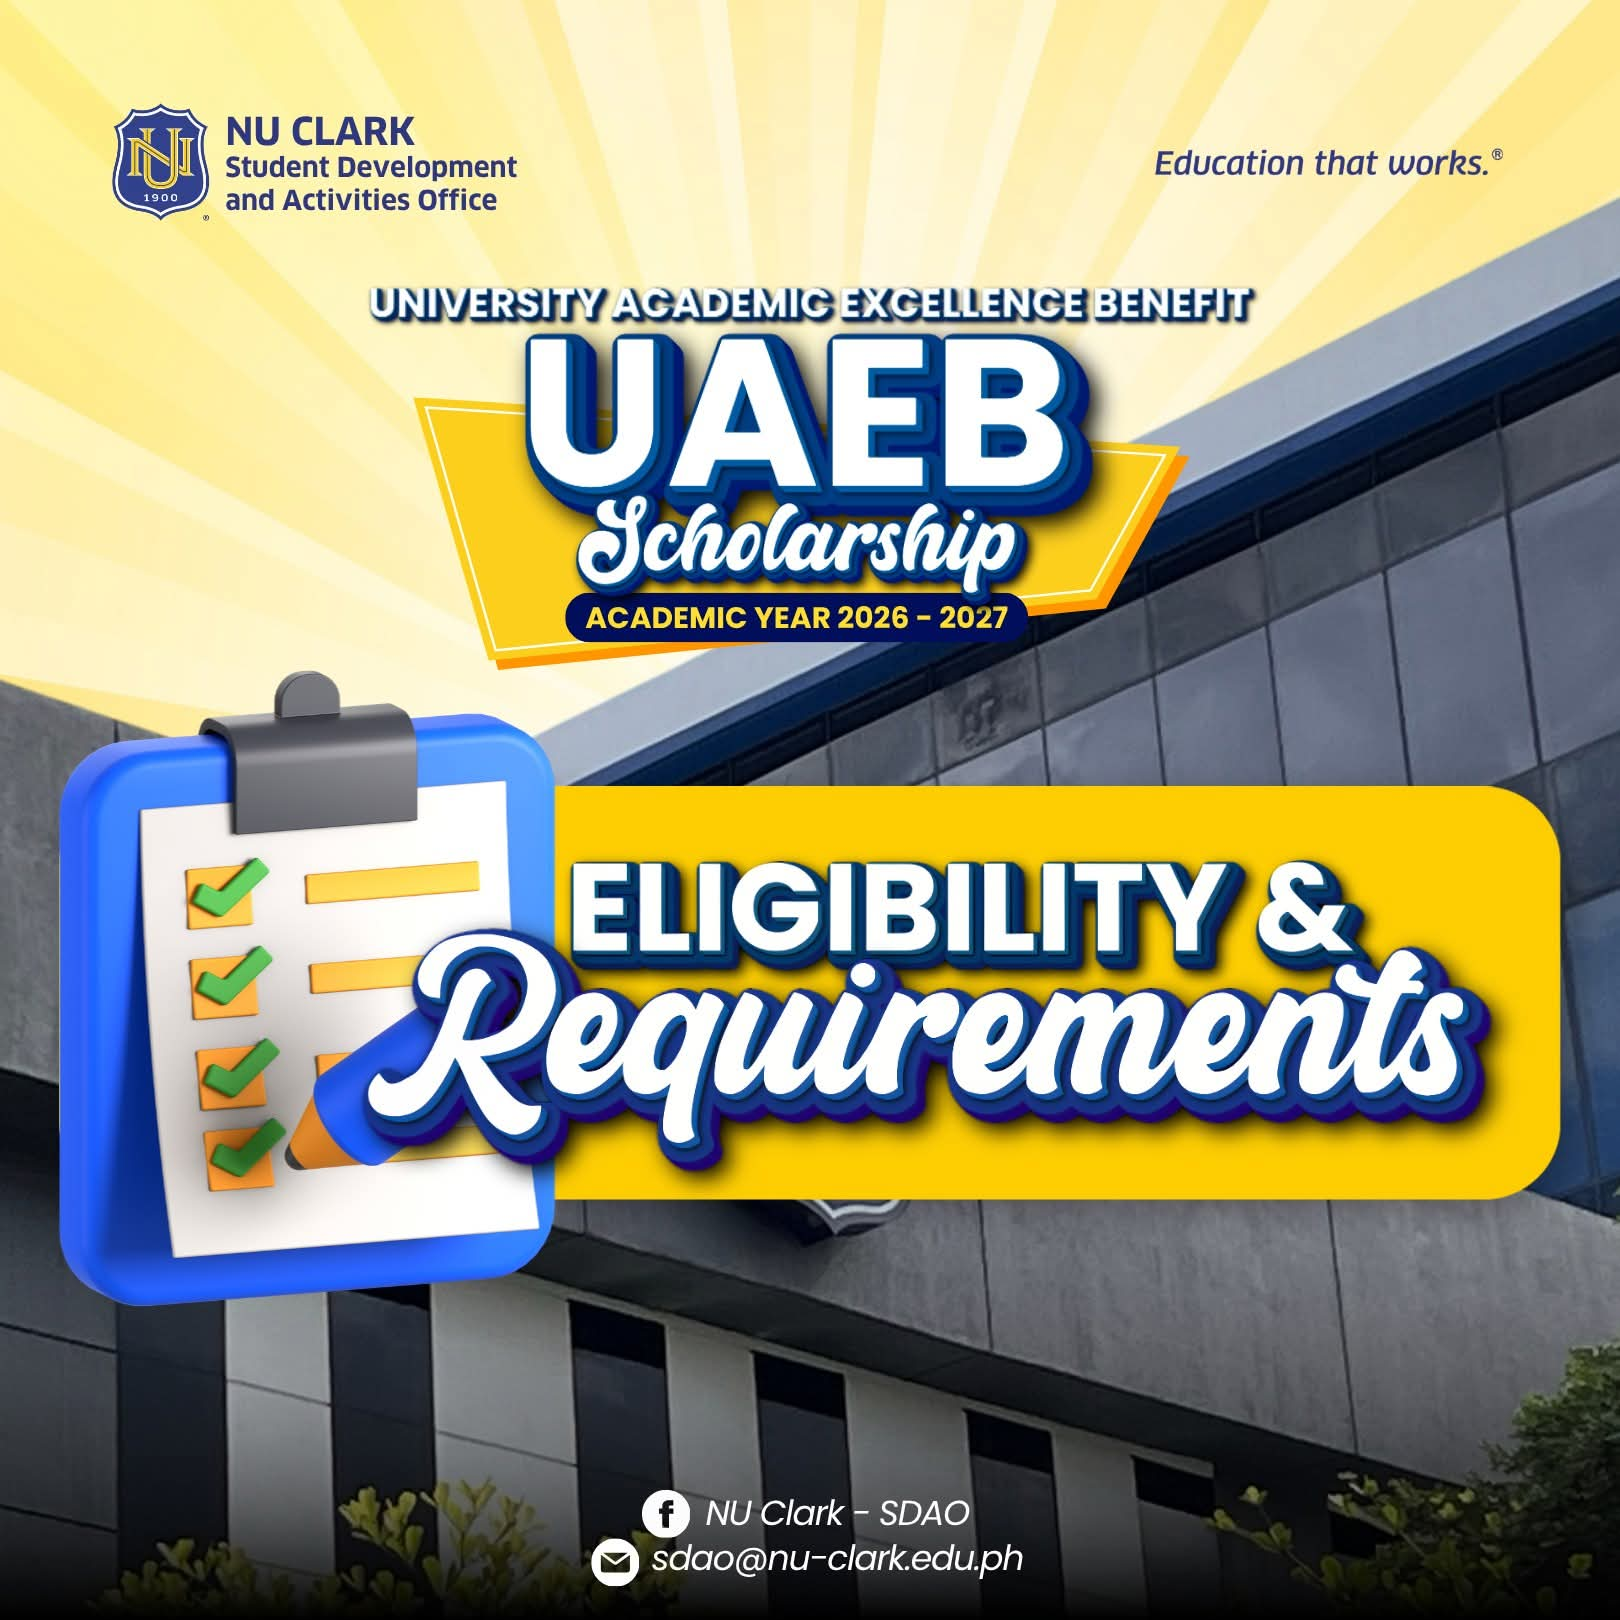 NU CLARK
Student Development
and Activities Office
1900
Education that works.®
UNIVERSITY ACADEMIC EXCELLENCE BENEFIT
UAEB
Scholarship
ACADEMIC YEAR 2026 - 2027
ELIGIBILITY &
Requirements
NU Clark - SDAO
sdao@nu-clark.edu.ph